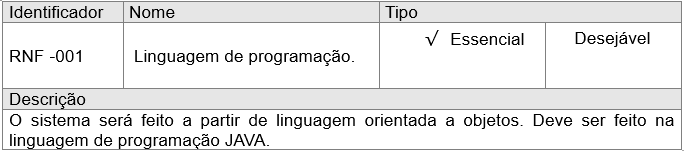 Identificador Nome Tipo
RNF -001 Linguagem de programação. √ Essencial Desejável
Descrição
O sistema será feito a partir de linguagem orientada a objetos. Deve ser feito na
linguagem de programação JAVA.